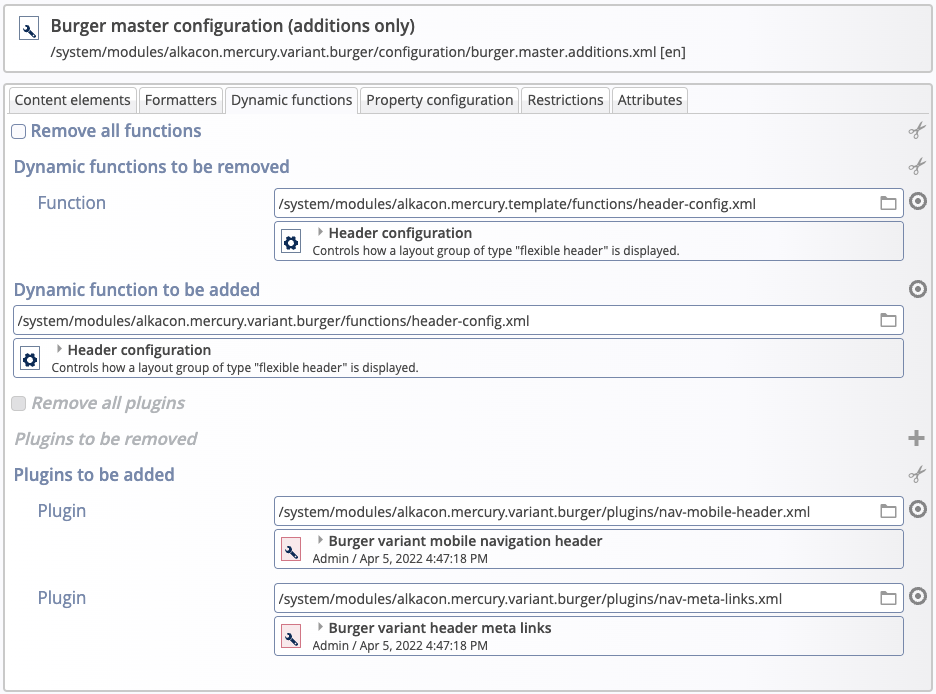 Burger master configuration (additions only)
/system/modules/alkacon.mercury.variant.burger/configuration/burger.master.additions.xml [en]
Content elements Formatters Dynamic functions Property configuration Restrictions Attributes
Remove all functions
Dynamic functions to be removed
Function /system/modules/alkacon.mercury.template/functions/header-config.xml
Header configuration
Controls how a layout group of type "flexible header" is displayed.
Dynamic function to be added
/system/modules/alkacon.mercury.variant.burger/functions/header-config.xml
Header configuration
Controls how a layout group of type "flexible header" is displayed.
Remove all plugins
Plugins to be removed
Plugins to be added
Plugin /system/modules/alkacon.mercury.variant.burger/plugins/nav-mobile-header.xml
Burger variant mobile navigation header
Admin / Apr 5, 2022 4:47:18 PM
Plugin /system/modules/alkacon.mercury.variant.burger/plugins/nav-meta-links.xml
Burger variant header meta links
Admin / Apr 5, 2022 4:47:18 PM